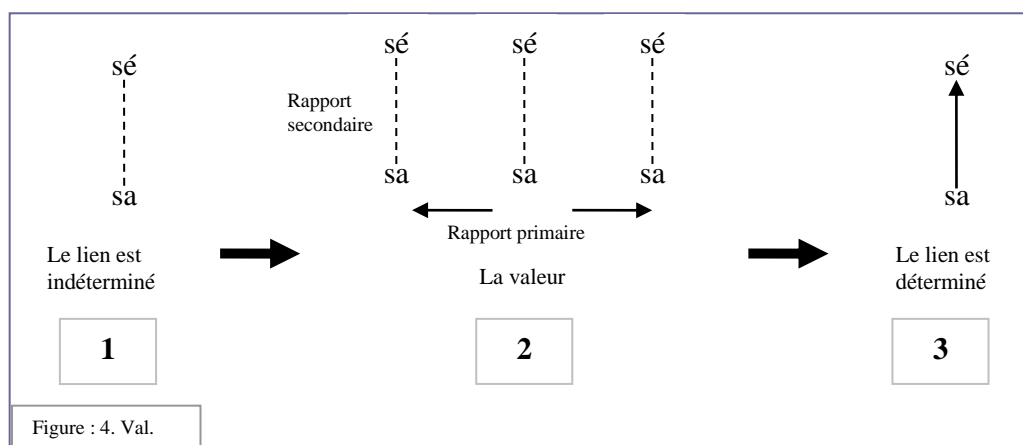 sé
sa
Le lien est
indéterminé
1
sé sé sé
Rapport
secondaire
sa sa sa
Rapport primaire
La valeur
2
sé
sa
Le lien est
déterminé
3
Figure : 4. Val.